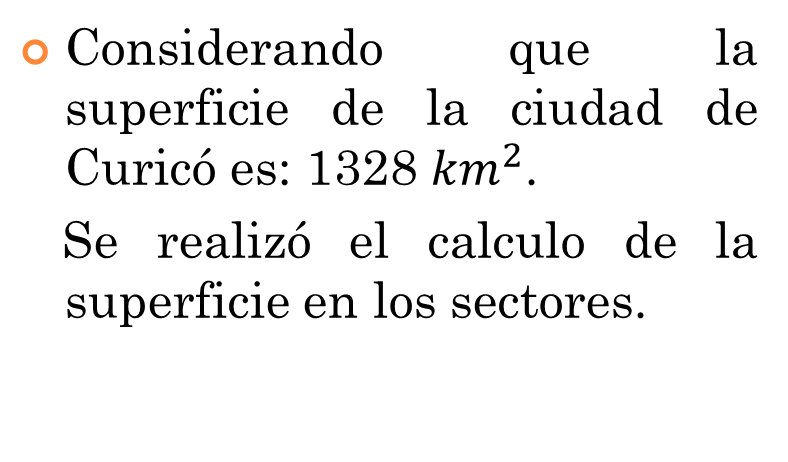 Considerando que la
superficie de la ciudad de
Curicó es: 1328 km².
Se realizó el calculo de la
superficie en los sectores.